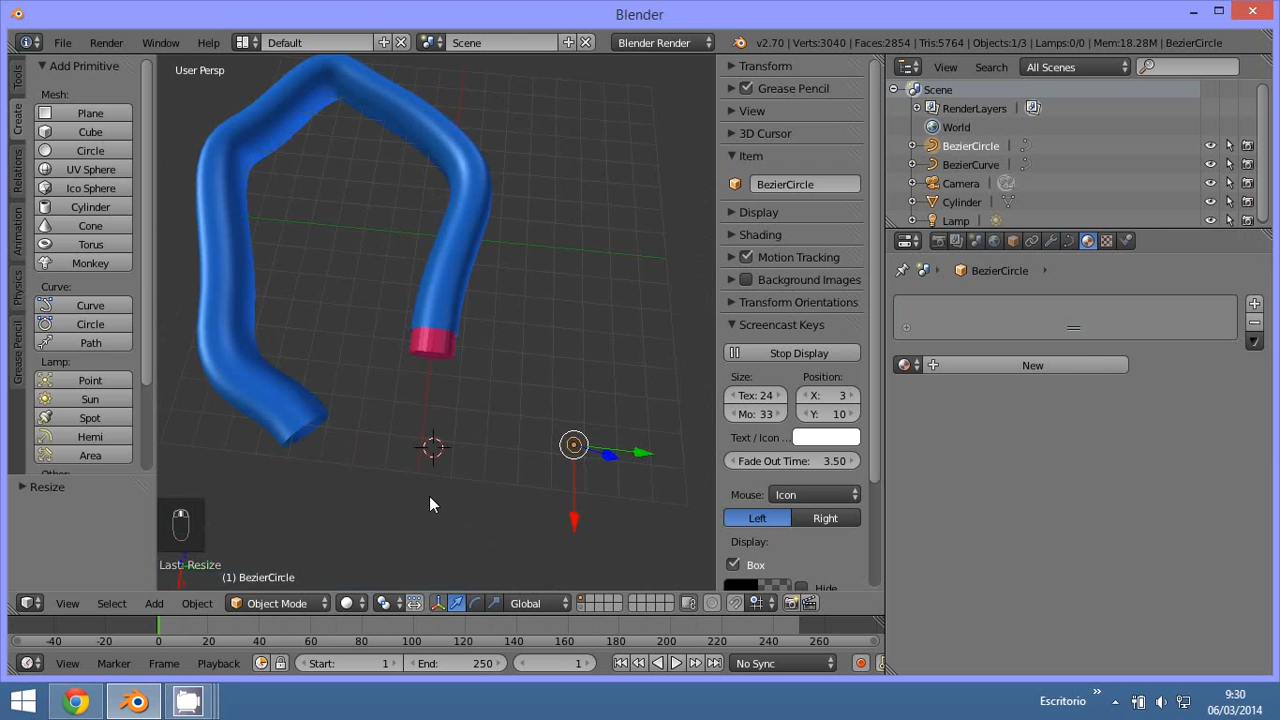 Blender
File Render Window Help Default Scene Blender Render v2.70 | Verts:3040 | Faces:2854 | Tris:5764 | Objects:1/3 | Lamps:0/0 | Mem:18.28M | BezierCircle
Tools
Create
Relations
Animation
Physics
Grease Pencil
Add Primitive
Mesh:
Plane
Cube
Circle
UV Sphere
Ico Sphere
Cylinder
Cone
Torus
Monkey
Curve:
Curve
Circle
Path
Lamp:
Point
Sun
Spot
Hemi
Area
Resize
User Persp
Last: Resize
(1) BezierCircle
Transform
Grease Pencil
View
3D Cursor
Item
BezierCircle
Display
Shading
Motion Tracking
Background Images
Transform Orientations
Screencast Keys
Stop Display
Size: Position:
Tex: 24 X: 3
Mo: 33 Y: 10
Text / Icon ...
Fade Out Time: 3.50
Mouse: Icon
Left Right
Display:
Box
Hide
View Search All Scenes
Scene
RenderLayers
World
BezierCircle
BezierCurve
Camera
Cylinder
Lamp
BezierCircle
New
View Select Add Object Object Mode Global
-40 -20 0 20 40 60 80 100 120 140 160 180 200 220 240 260
View Marker Frame Playback Start: 1 End: 250 1 No Sync
Escritorio
9:30
06/03/2014